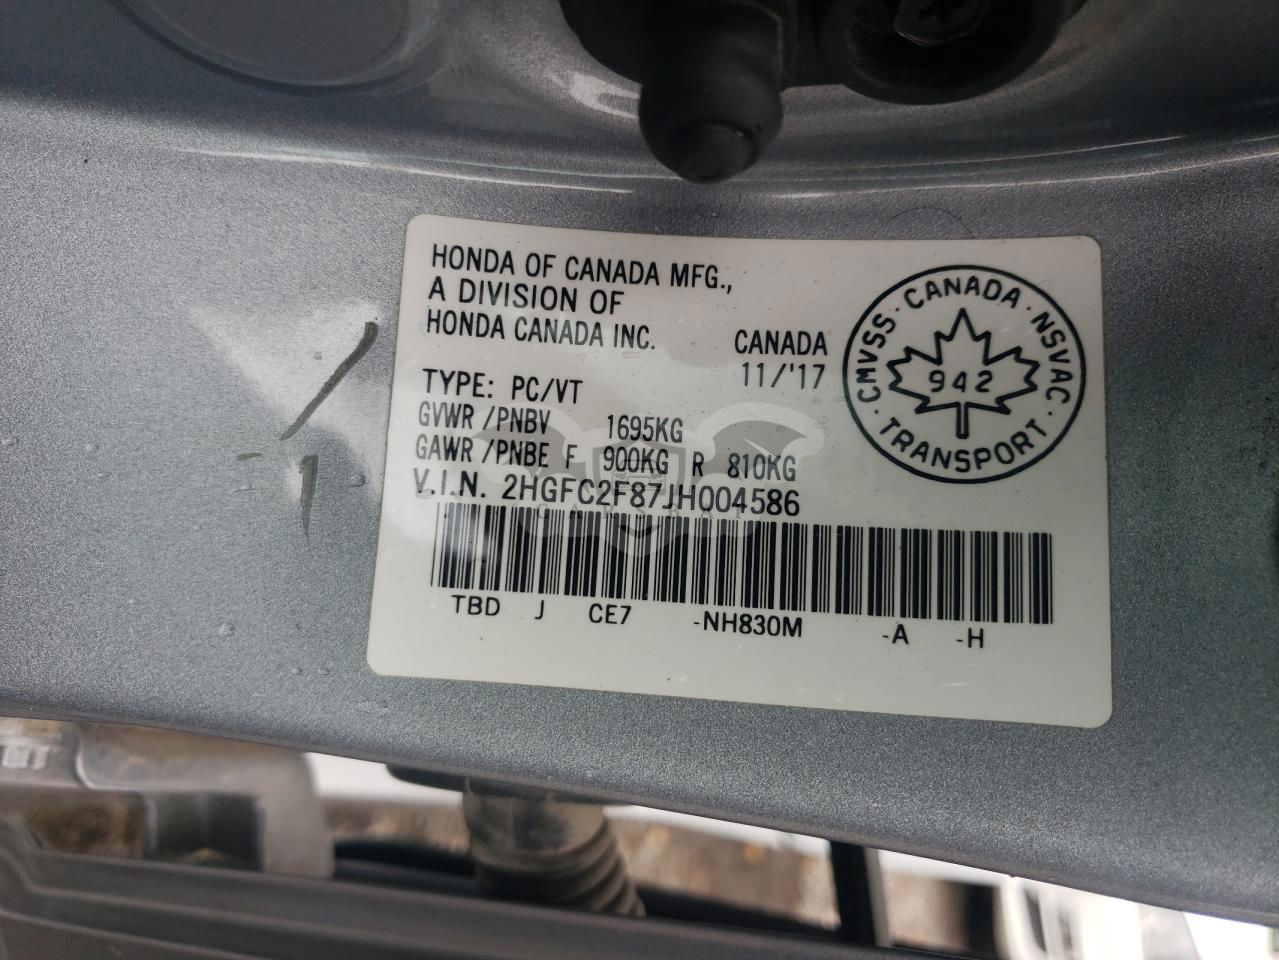 HONDA OF CANADA MFG.,
A DIVISION OF
HONDA CANADA INC.
CANADA
11/'17
CMVSS · CANADA · NSVAC ·
942
TRANSPORT
TYPE: PC/VT
GVWR /PNBV 1695KG
GAWR /PNBE F 900KG R 810KG
V.I.N. 2HGFC2F87JH004586
TBD J CE7 -NH830M -A -H